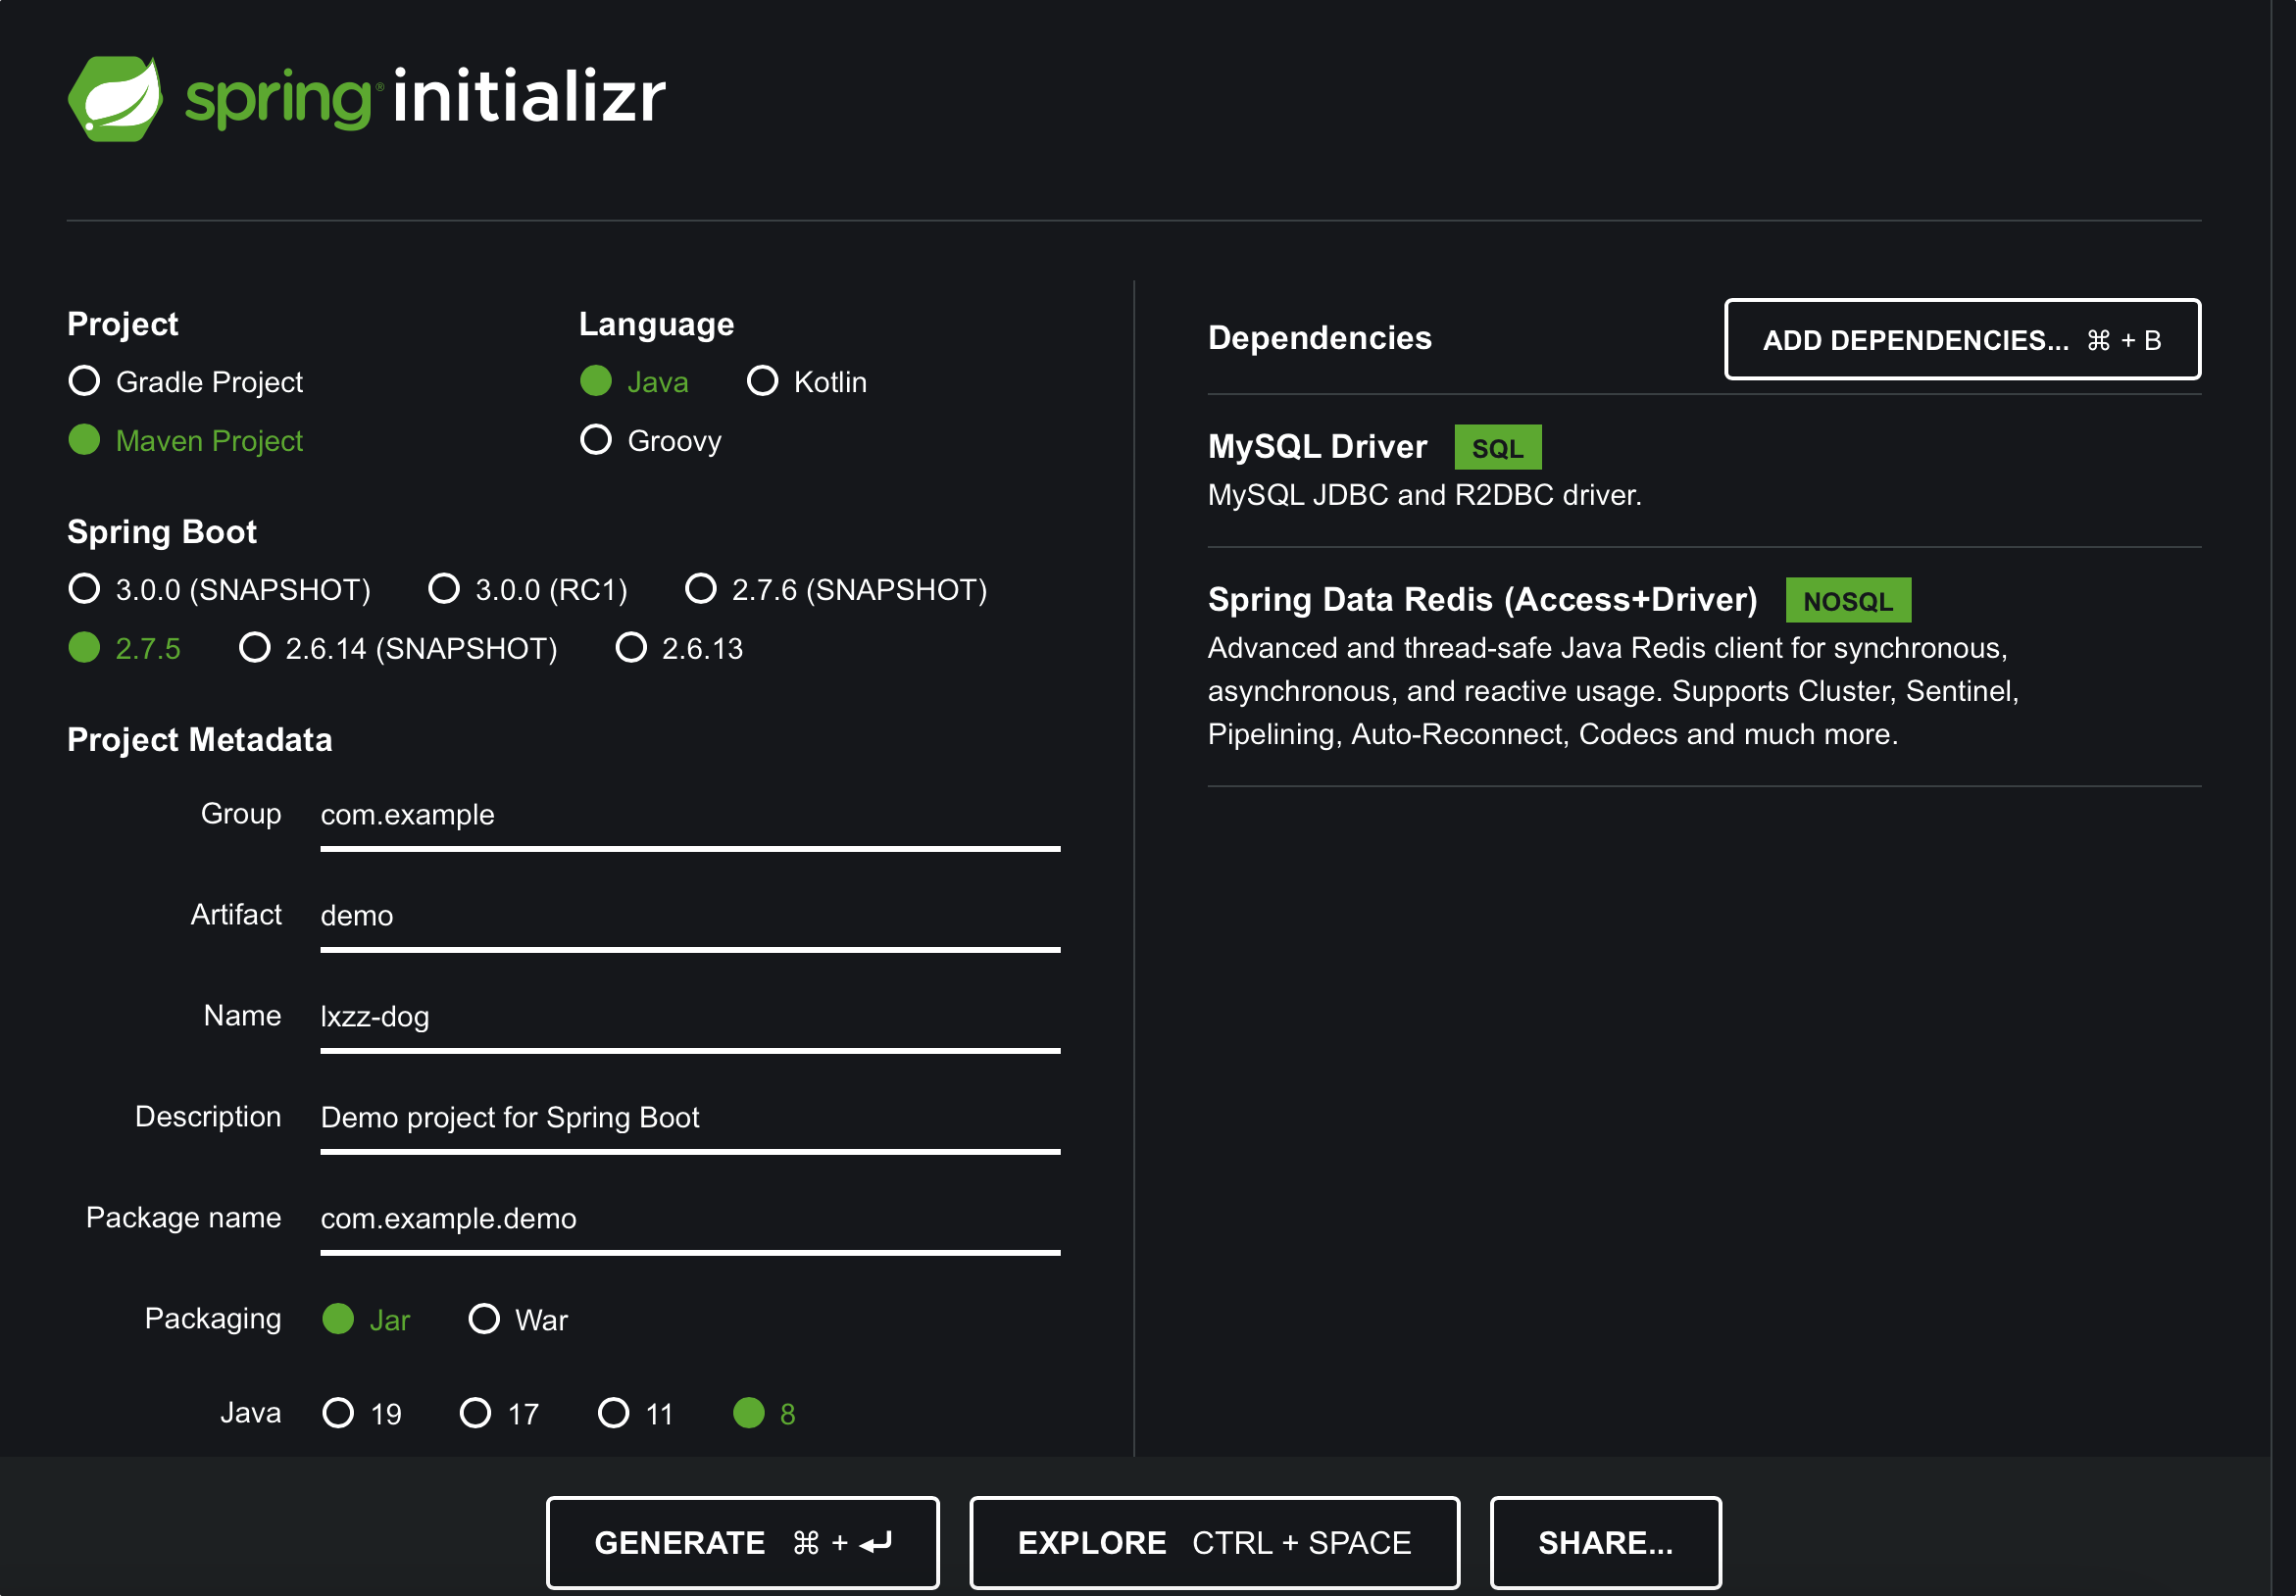 spring initializr
Project
Gradle Project
Maven Project
Language
Java Kotlin
Groovy
Spring Boot
3.0.0 (SNAPSHOT) 3.0.0 (RC1) 2.7.6 (SNAPSHOT)
2.7.5 2.6.14 (SNAPSHOT) 2.6.13
Project Metadata
Group com.example
Artifact demo
Name lxzz-dog
Description Demo project for Spring Boot
Package name com.example.demo
Packaging Jar War
Java 19 17 11 8
Dependencies ADD DEPENDENCIES... ⌘ + B
MySQL Driver SQL
MySQL JDBC and R2DBC driver.
Spring Data Redis (Access+Driver) NOSQL
Advanced and thread-safe Java Redis client for synchronous,
asynchronous, and reactive usage. Supports Cluster, Sentinel,
Pipelining, Auto-Reconnect, Codecs and much more.
GENERATE ⌘ + ⏎ EXPLORE CTRL + SPACE SHARE...